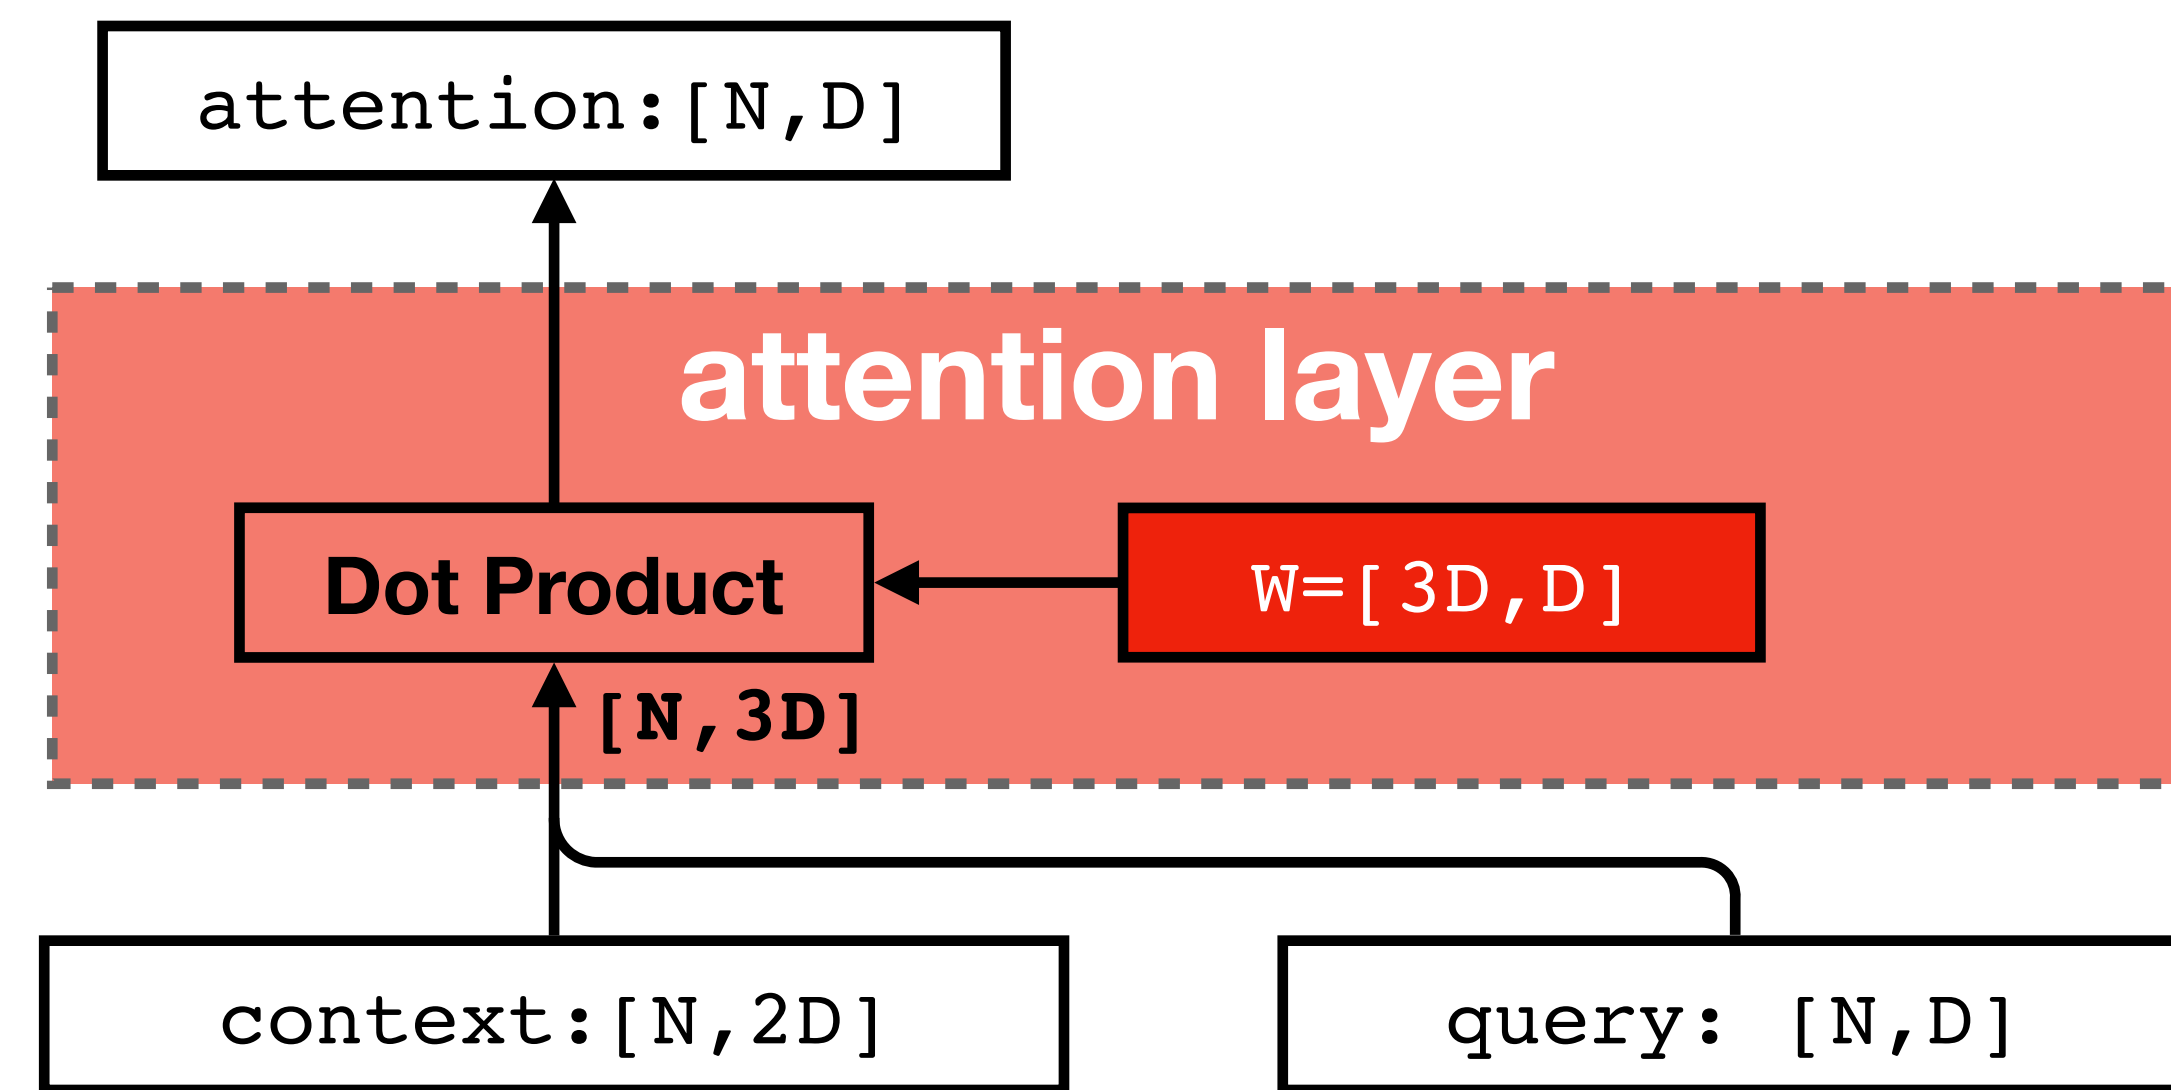 attention:[N,D]
attention layer
Dot Product
W=[3D,D]
[N,3D]
context:[N,2D]
query: [N,D]